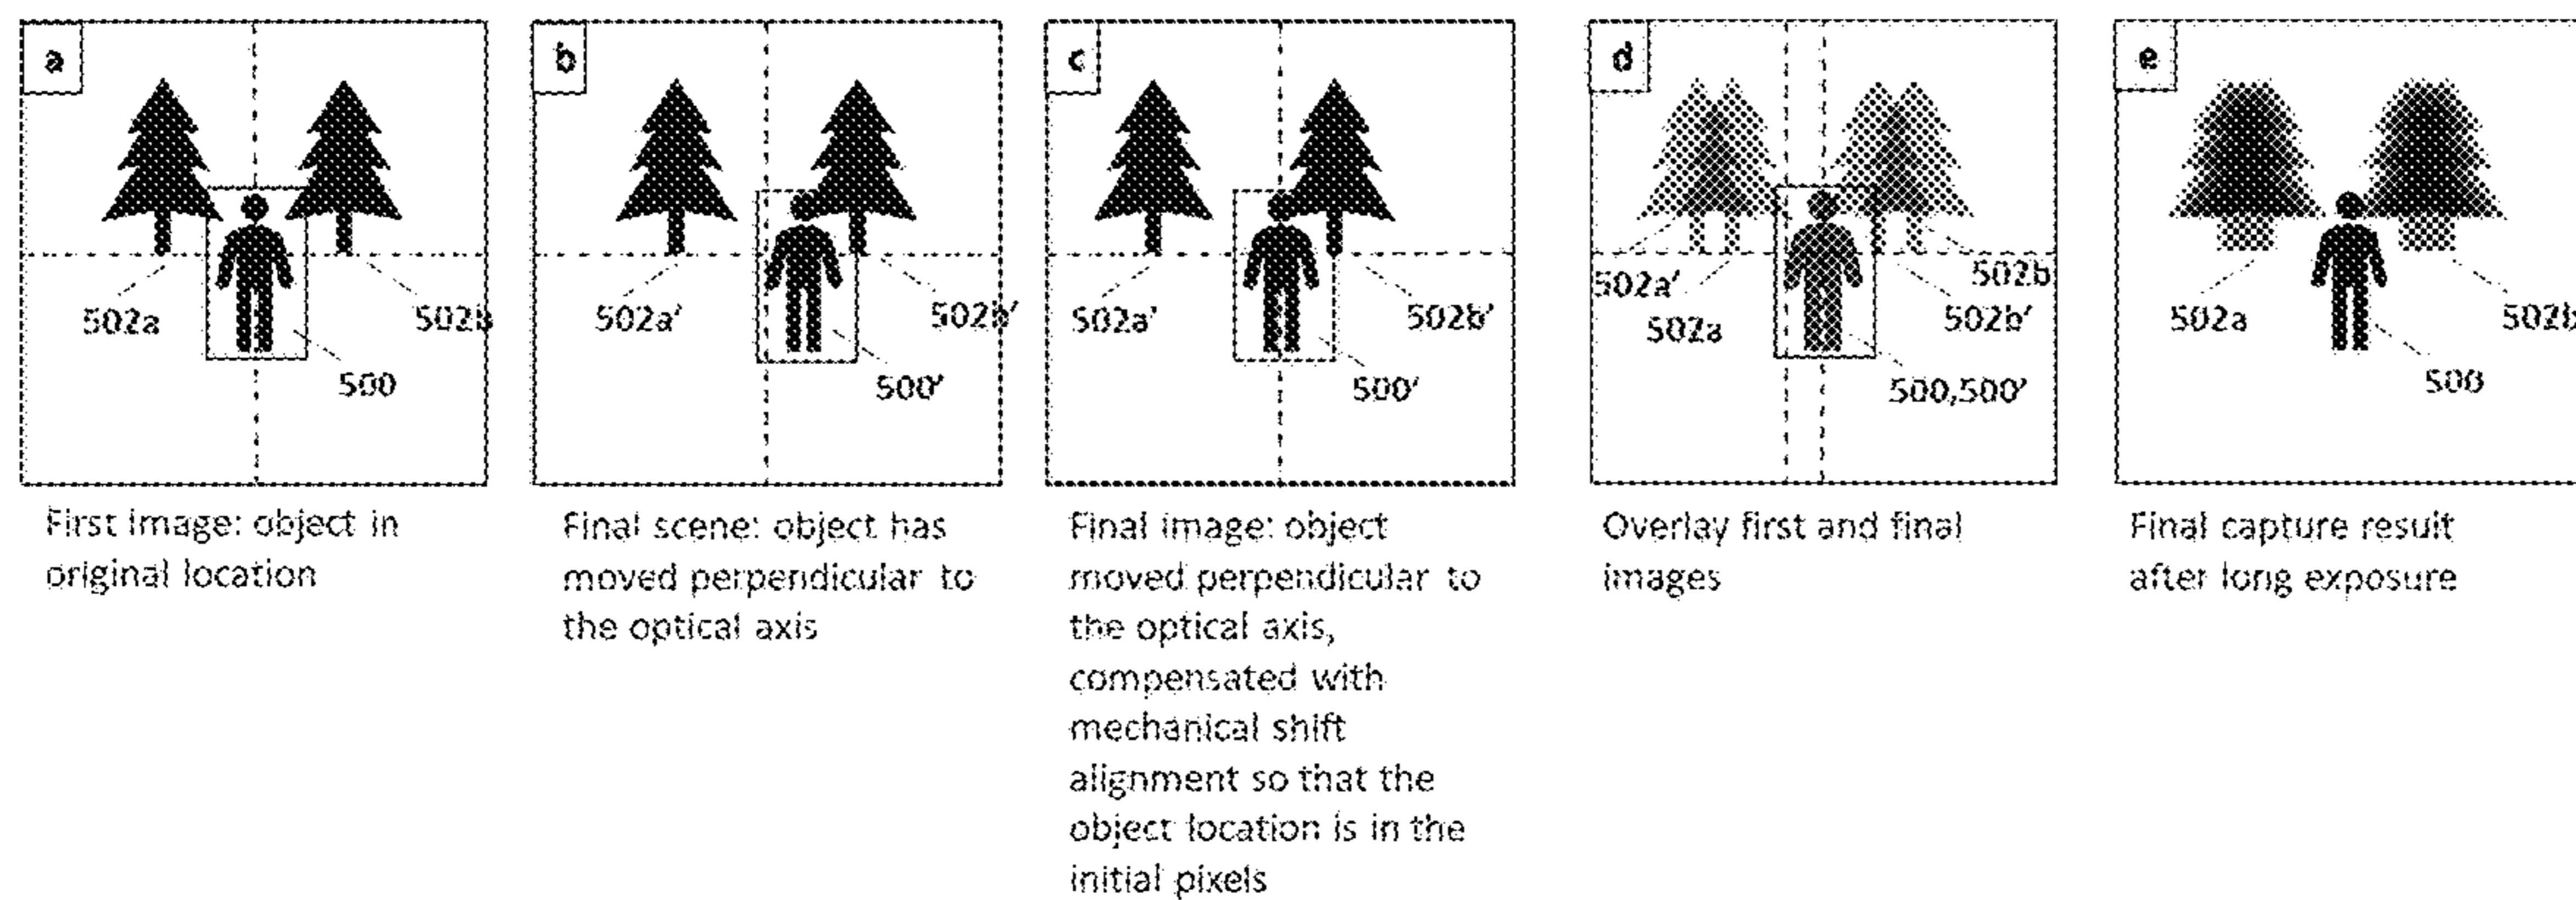 a
502a
502b
500
First image: object in
original location
b
502a'
502b'
500'
Final scene: object has
moved perpendicular to
the optical axis
c
502a'
502b'
500'
Final image: object
moved perpendicular to
the optical axis,
compensated with
mechanical shift
alignment so that the
object location is in the
initial pixels
d
502a'
502a
502b
502b'
500,500'
Overlay first and final
images
e
502a
502b
500
Final capture result
after long exposure